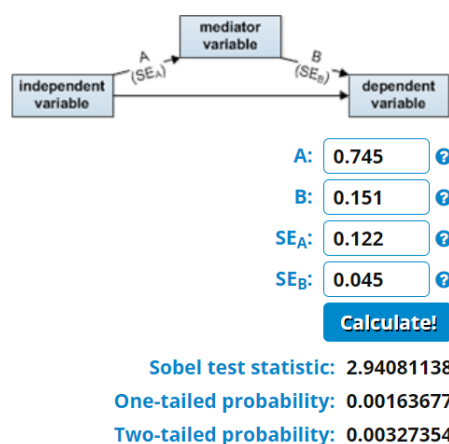 mediator
variable
A
(SEA)
B
(SEB)
independent
variable
dependent
variable
A: 0.745
B: 0.151
SEA: 0.122
SEB: 0.045
Calculate!
Sobel test statistic: 2.94081138
One-tailed probability: 0.00163677
Two-tailed probability: 0.00327354